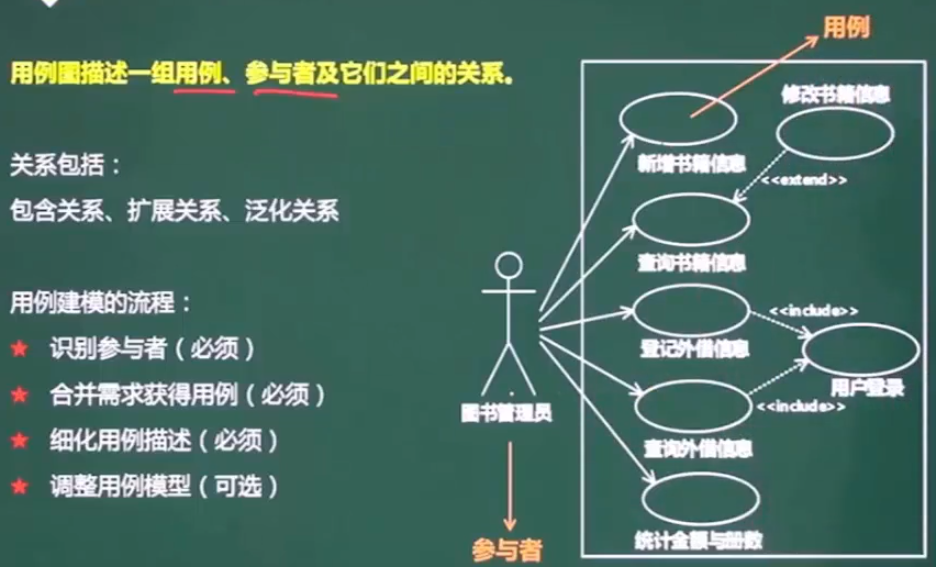 用例图描述一组用例、参与者及它们之间的关系。
关系包括：
包含关系、扩展关系、泛化关系
用例建模的流程：
识别参与者（必须）
合并需求获得用例（必须）
细化用例描述（必须）
调整用例模型（可选）
用例
修改书籍信息
新增书籍信息
<<extend>>
查询书籍信息
<<include>>
登记外借信息
用户登录
<<include>>
图书管理员
查询外借信息
统计金额与册数
参与者